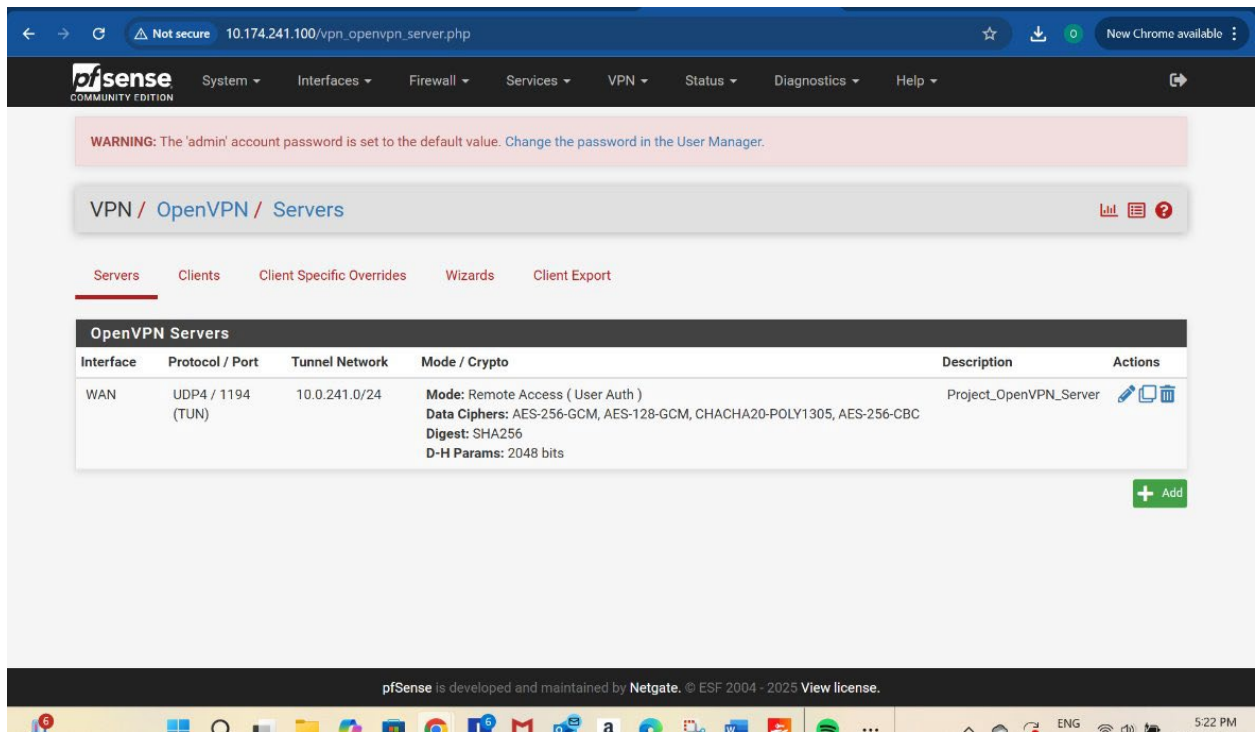 Not secure 10.174.241.100/vpn_openvpn_server.php O New Chrome available
pfsense System Interfaces Firewall Services VPN Status Diagnostics Help
COMMUNITY EDITION
WARNING: The 'admin' account password is set to the default value. Change the password in the User Manager.
VPN / OpenVPN / Servers
Servers Clients Client Specific Overrides Wizards Client Export
OpenVPN Servers
Interface Protocol / Port Tunnel Network Mode / Crypto Description Actions
WAN UDP4 / 1194 10.0.241.0/24 Mode: Remote Access ( User Auth ) Project_OpenVPN_Server
(TUN) Data Ciphers: AES-256-GCM, AES-128-GCM, CHACHA20-POLY1305, AES-256-CBC
Digest: SHA256
D-H Params: 2048 bits
Add
pfSense is developed and maintained by Netgate. © ESF 2004 - 2025 View license.
6 6 a ENG 5:22 PM